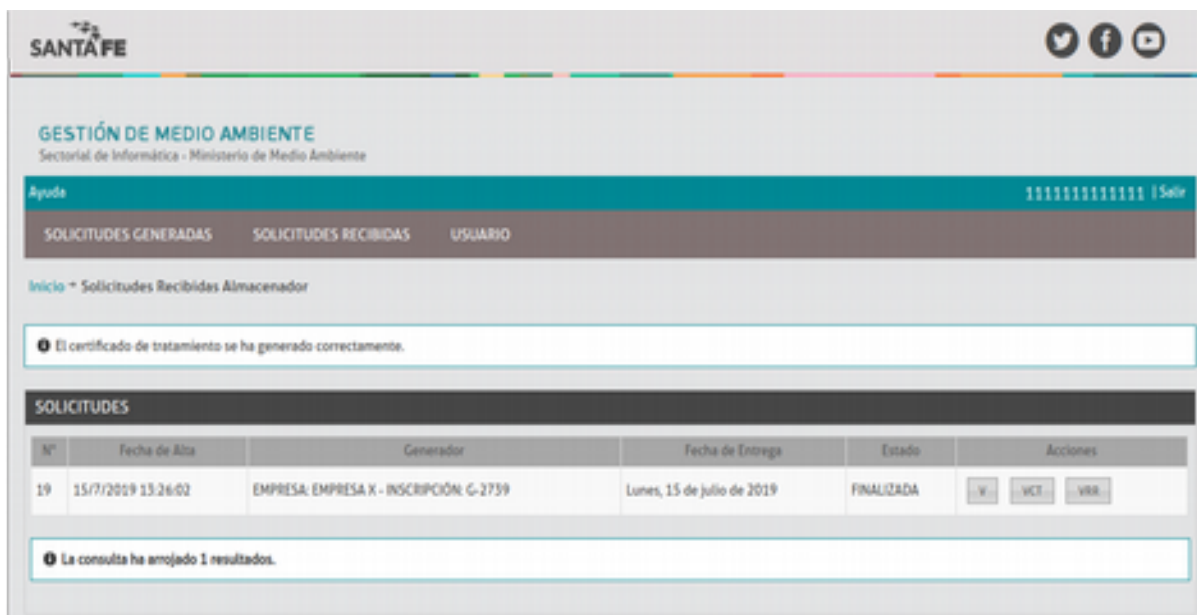 SANTA FE
GESTIÓN DE MEDIO AMBIENTE
Sectorial de Informática - Ministerio de Medio Ambiente
Ayuda 1111111111111 | Salir
SOLICITUDES GENERADAS SOLICITUDES RECIBIDAS USUARIO
Inicio Solicitudes Recibidas Almacenador
El certificado de tratamiento se ha generado correctamente.
SOLICITUDES
N° Fecha de Alta Generador Fecha de Entrega Estado Acciones
19 15/7/2019 13:26:02 EMPRESA: EMPRESA X - INSCRIPCIÓN: G-2739 Lunes, 15 de julio de 2019 FINALIZADA V VCT VRR
La consulta ha arrojado 1 resultados.